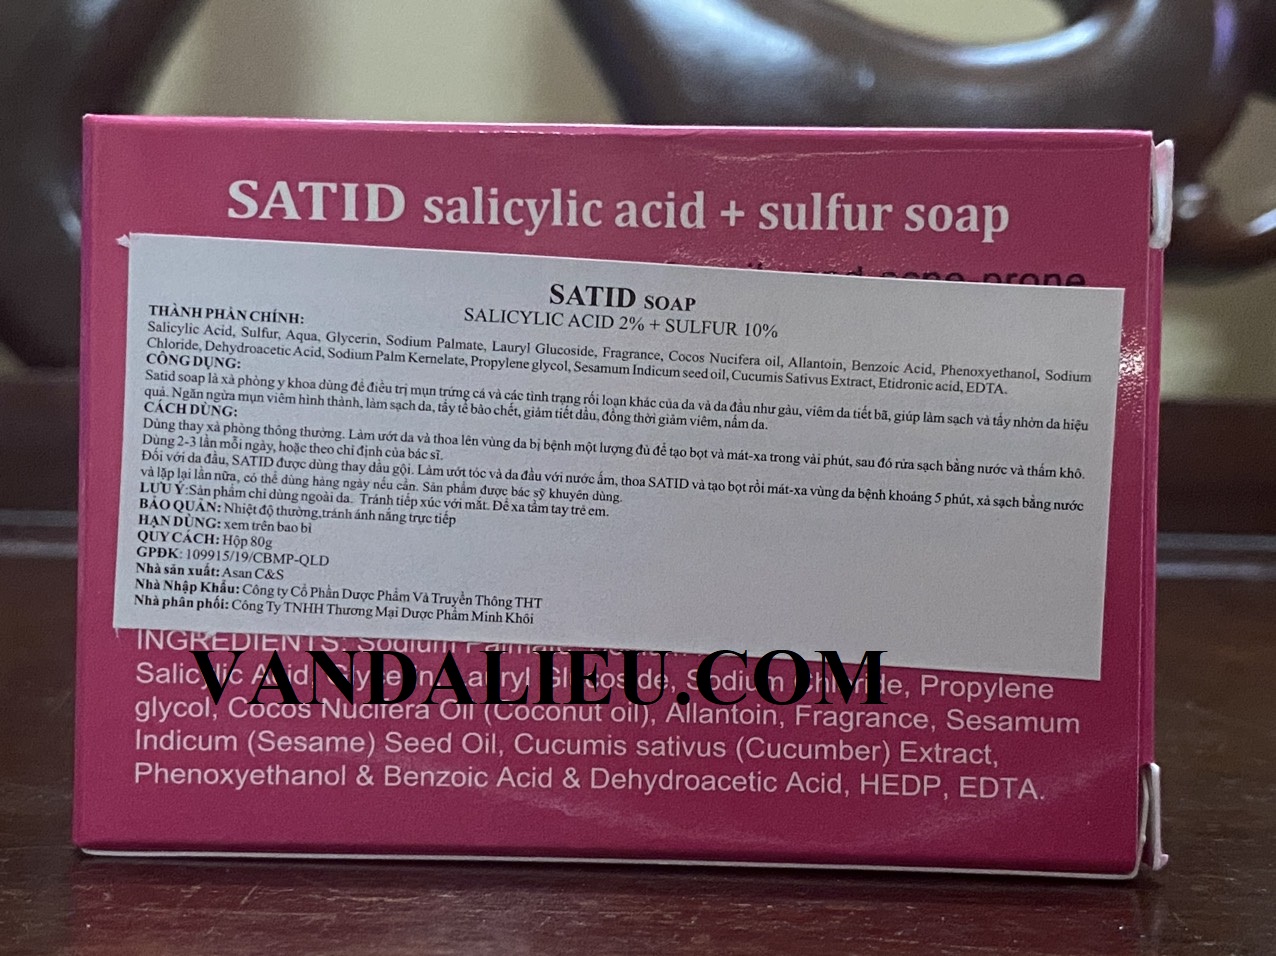 SATID salicylic acid + sulfur soap
and acne prone
SATID SOAP
SALICYLIC ACID 2% + SULFUR 10%
THÀNH PHẦN CHÍNH:
Salicylic Acid, Sulfur, Aqua, Glycerin, Sodium Palmate, Lauryl Glucoside, Fragrance, Cocos Nucifera oil, Allantoin, Benzoic Acid, Phenoxyethanol, Sodium
Chloride, Dehydroacetic Acid, Sodium Palm Kernelate, Propylene glycol, Sesamum Indicum seed oil, Cucumis Sativus Extract, Etidronic acid, EDTA.
CÔNG DỤNG:
Satid soap là xà phòng y khoa dùng để điều trị mụn trứng cá và các tình trạng rối loạn khác của da và da đầu như gàu, viêm da tiết bã, giúp làm sạch và tẩy nhờn da hiệu
quả. Ngăn ngừa mụn viêm hình thành, làm sạch da, tẩy tế bào chết, giảm tiết dầu, đồng thời giảm viêm, nấm da.
CÁCH DÙNG:
Dùng thay xà phòng thông thường. Làm ướt da và thoa lên vùng da bị bệnh một lượng đủ để tạo bọt và mát-xa trong vài phút, sau đó rửa sạch bằng nước và thấm khô.
Dùng 2-3 lần mỗi ngày, hoặc theo chỉ định của bác sĩ.
Đối với da đầu, SATID được dùng thay dầu gội. Làm ướt tóc và da đầu với nước ấm, thoa SATID và tạo bọt rồi mát-xa vùng da bệnh khoảng 5 phút, xả sạch bằng nước
và lặp lại lần nữa, có thể dùng hàng ngày nếu cần. Sản phẩm được bác sỹ khuyên dùng.
LƯU Ý:Sản phẩm chỉ dùng ngoài da. Tránh tiếp xúc với mắt. Để xa tầm tay trẻ em.
BẢO QUẢN: Nhiệt độ thường,tránh ánh nắng trực tiếp
HẠN DÙNG: xem trên bao bì
QUY CÁCH: Hộp 80g
GPĐK: 109915/19/CBMP-QLD
Nhà sản xuất: Asan C&S
Nhà Nhập Khẩu: Công ty Cổ Phần Dược Phẩm Và Truyền Thông THT
Nhà phân phối: Công Ty TNHH Thương Mại Dược Phẩm Minh Khôi
INGREDIENTS: Sodium Palmate
VANDALIEU.COM
Salicylic Acid, Glycerin, Lauryl Glucoside, Sodium Chloride, Propylene
glycol, Cocos Nucifera Oil (Coconut oil), Allantoin, Fragrance, Sesamum
Indicum (Sesame) Seed Oil, Cucumis sativus (Cucumber) Extract,
Phenoxyethanol & Benzoic Acid & Dehydroacetic Acid, HEDP, EDTA.